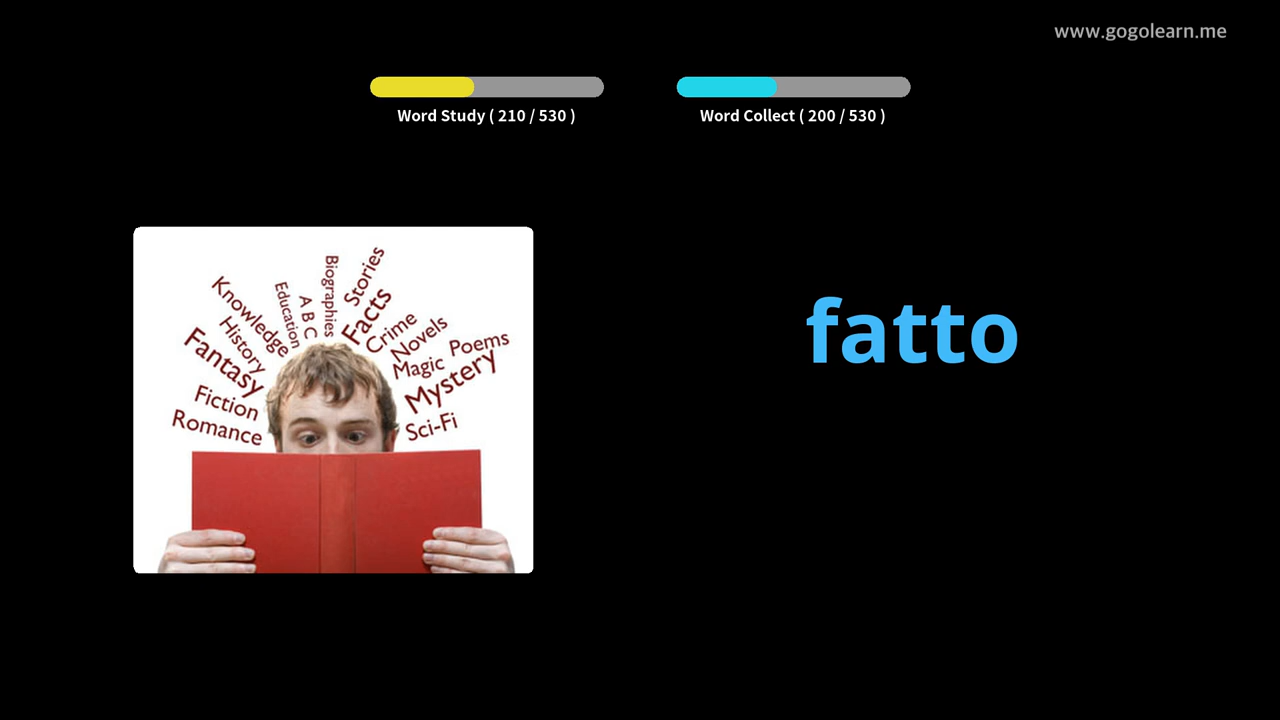 www.gogolearn.me
Word Study ( 210 / 530 )
Word Collect ( 200 / 530 )
Romance
Fiction
Fantasy
History
Knowledge
Education
A B C
Biographies
Stories
Facts
Crime
Novels
Magic
Poems
Mystery
Sci-Fi
fatto